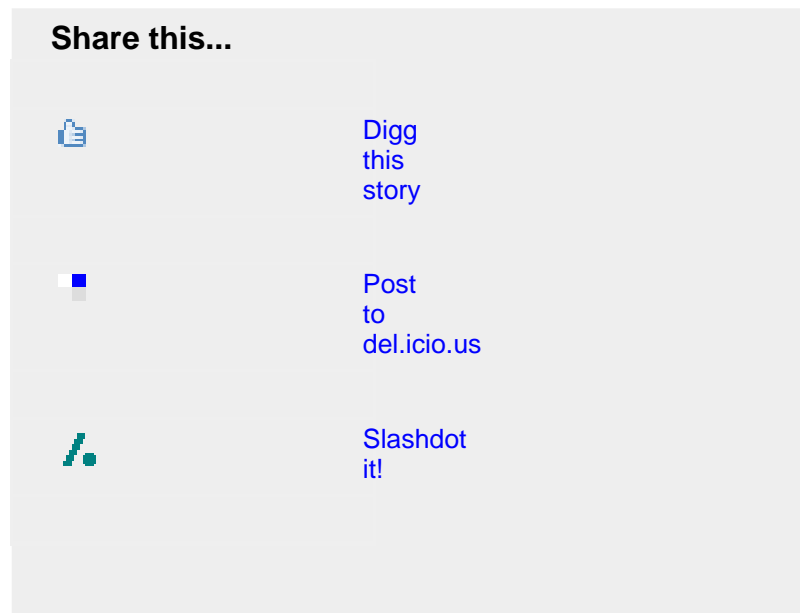 Share this...
Digg
this
story
Post
to
del.icio.us
Slashdot
it!